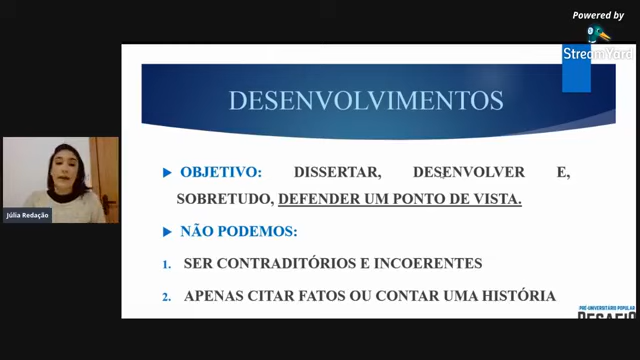 Powered by
StreamYard
DESENVOLVIMENTOS
OBJETIVO: DISSERTAR, DESENVOLVER E,
SOBRETUDO, DEFENDER UM PONTO DE VISTA.
NÃO PODEMOS:
1. SER CONTRADITÓRIOS E INCOERENTES
2. APENAS CITAR FATOS OU CONTAR UMA HISTÓRIA
Júlia Redação
PRÉ-UNIVERSITÁRIO POPULAR
DESAFIO